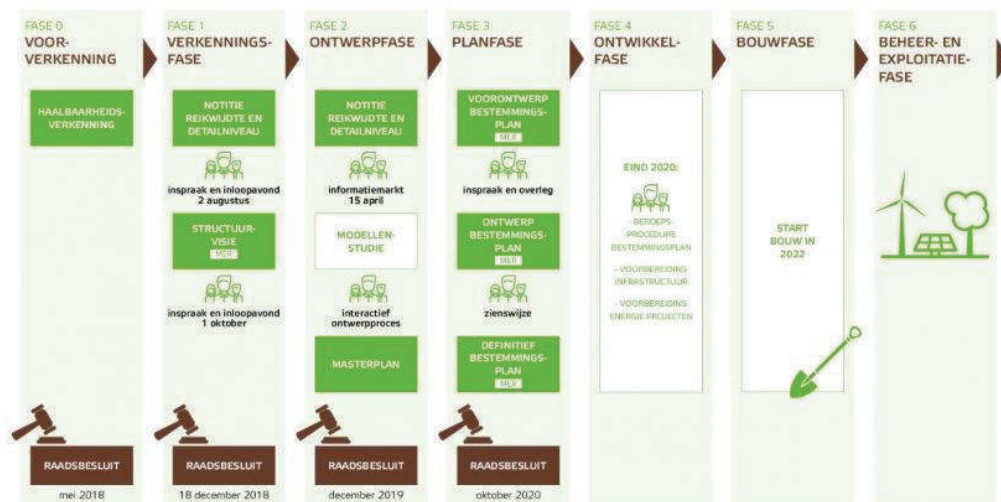 FASE 0
VOOR-
VERKENNING
HAALBAARHEIDS-
VERKENNING
RAADSBESLUIT
mei 2018
FASE 1
VERKENNINGS-
FASE
NOTITIE
REIKWIJDTE EN
DETAILNIVEAU
inspraak en inloopavond
2 augustus
STRUCTUUR-
VISIE
MER
inspraak en inloopavond
1 oktober
RAADSBESLUIT
18 december 2018
FASE 2
ONTWERPFASE
NOTITIE
REIKWIJDTE EN
DETAILNIVEAU
informatiemarkt
15 april
MODELLEN-
STUDIE
interactief
ontwerpproces
MASTERPLAN
RAADSBESLUIT
december 2019
FASE 3
PLANFASE
VOORONTWERP
BESTEMMINGS-
PLAN
MER
inspraak en overleg
ONTWERP
BESTEMMINGS-
PLAN
MER
zienswijze
DEFINITIEF
BESTEMMINGS-
PLAN
MER
RAADSBESLUIT
oktober 2020
FASE 4
ONTWIKKEL-
FASE
EIND 2020:
- BEROEPS-
PROCEDURE
BESTEMMINGSPLAN
- VOORBEREIDING
INFRASTRUCTUUR
- VOORBEREIDING
ENERGIE PROJECTEN
FASE 5
BOUWFASE
START
BOUW IN
2022
FASE 6
BEHEER- EN
EXPLOITATIE-
FASE